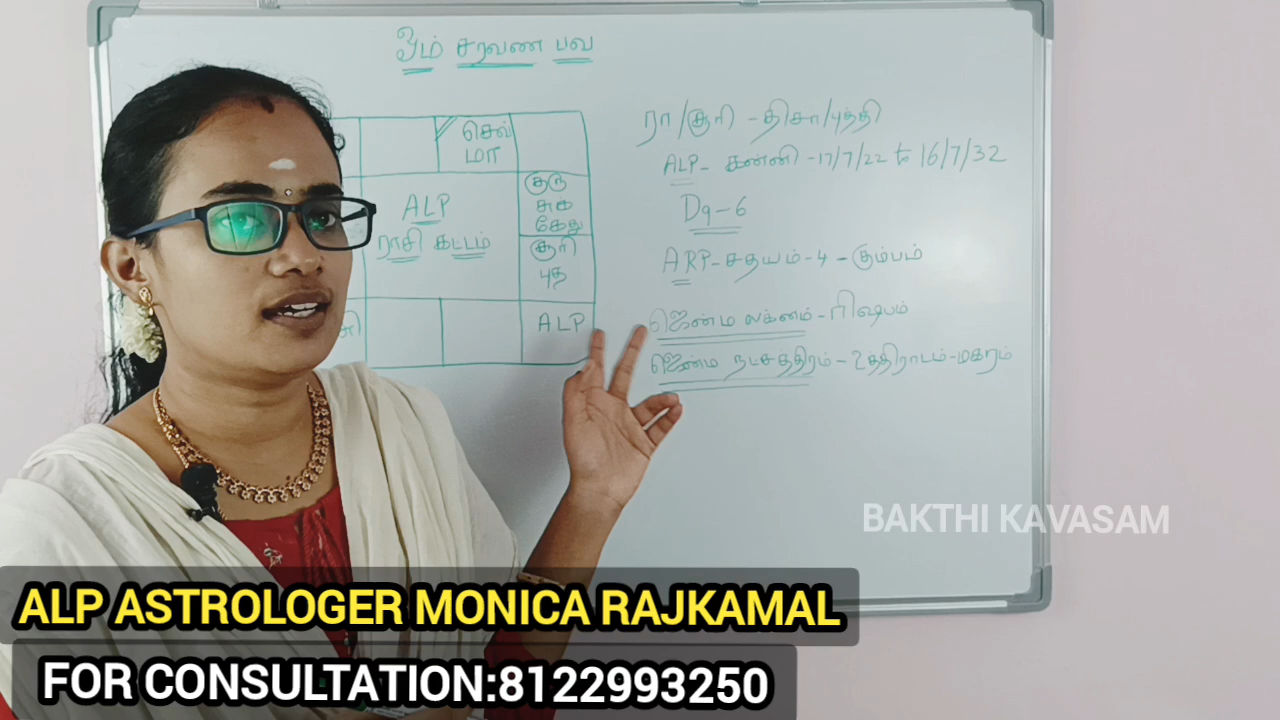 ஓம் சரவண பவ
செவ்
மா
குரு
சுக
கேது
ALP
ராசி கட்டம்
சூரி
புத
ALP
ரா/சூரி - திசா/புத்தி
ALP - கன்னி - 17/7/22 to 16/7/32
D9-6
ARP - சதயம் - 4 - கும்பம்
ஜென்ம லக்னம் - ரிஷபம்
ஜென்ம நட்சத்திரம் - உத்திராடம் - மகரம்
BAKTHI KAVASAM
ALP ASTROLOGER MONICA RAJKAMAL
FOR CONSULTATION:8122993250